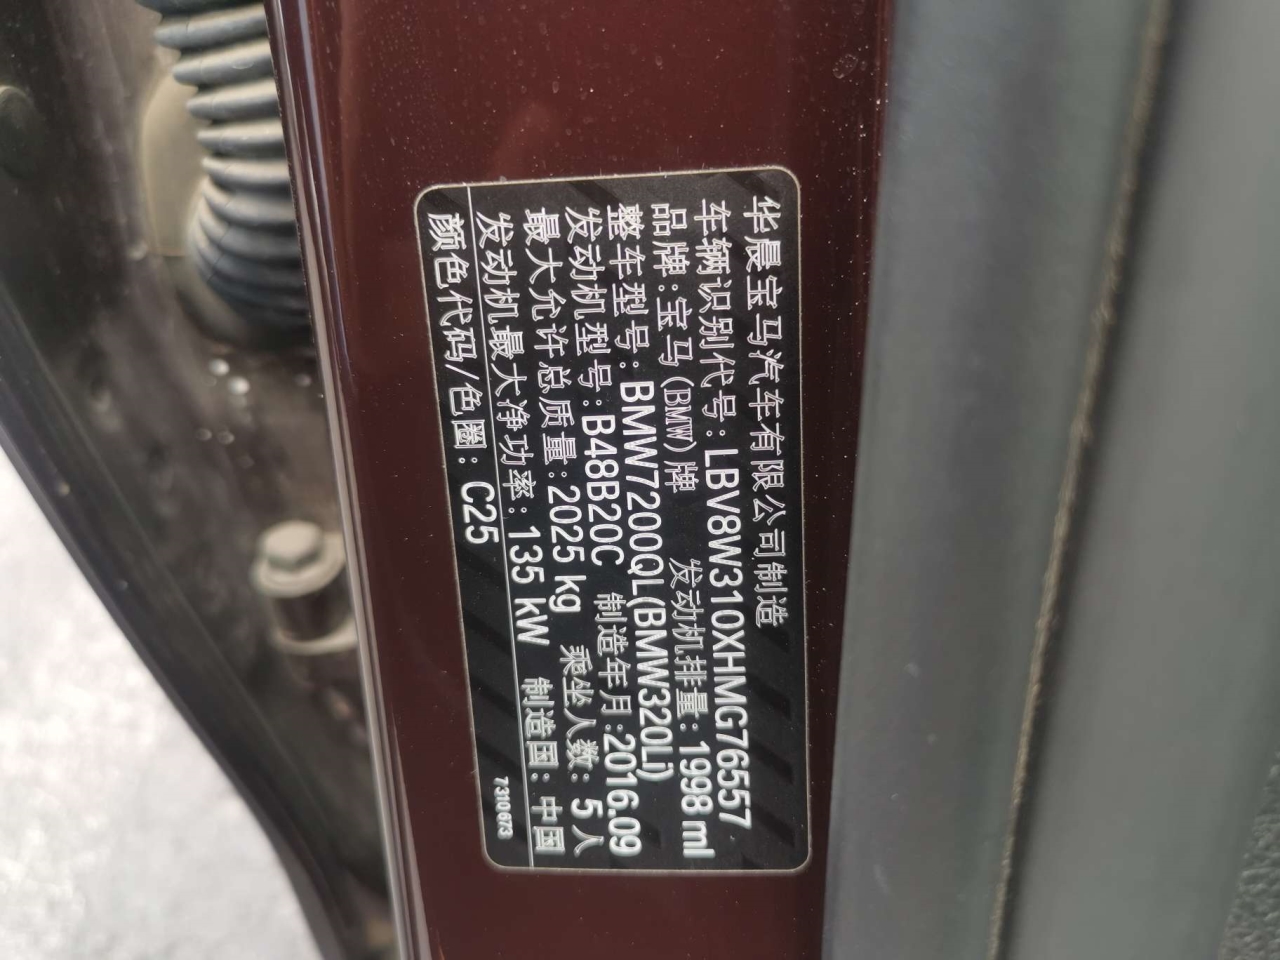 华晨宝马汽车有限公司制造
车辆识别代号: LBV8W310XHMG76557
品牌:宝马(BMW)牌 发动机排量: 1998 ml
整车型号: BMW7200QL(BMW320Li)
发动机型号: B48B20C 制造年月:2016.09
最大允许总质量:2025 kg 乘坐人数: 5人
发动机最大净功率: 135 kW 制造国: 中国
颜色代码/色圈: C25 7310673